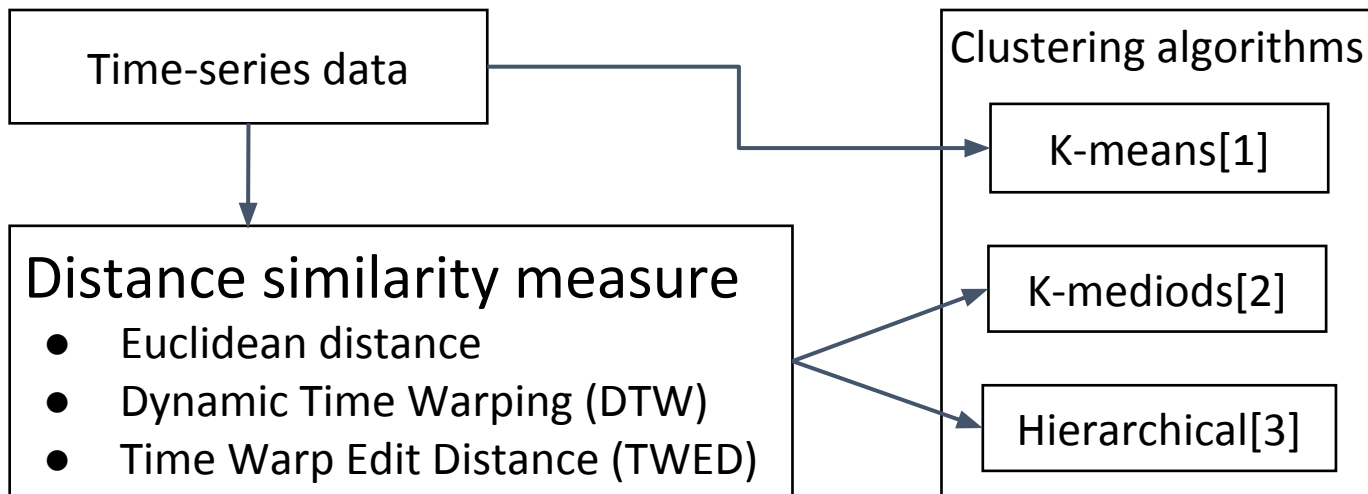 Time-series data
Distance similarity measure
● Euclidean distance
● Dynamic Time Warping (DTW)
● Time Warp Edit Distance (TWED)
Clustering algorithms
K-means[1]
K-mediods[2]
Hierarchical[3]